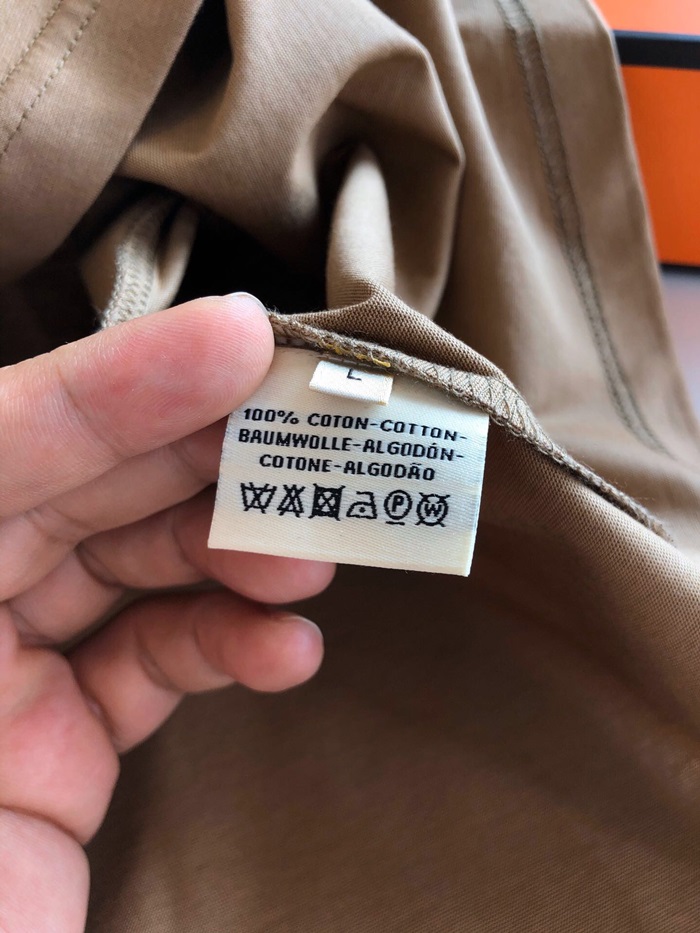 L
100% COTON-COTTON-
BAUMWOLLE-ALGODÓN-
COTONE-ALGODÃO
P W